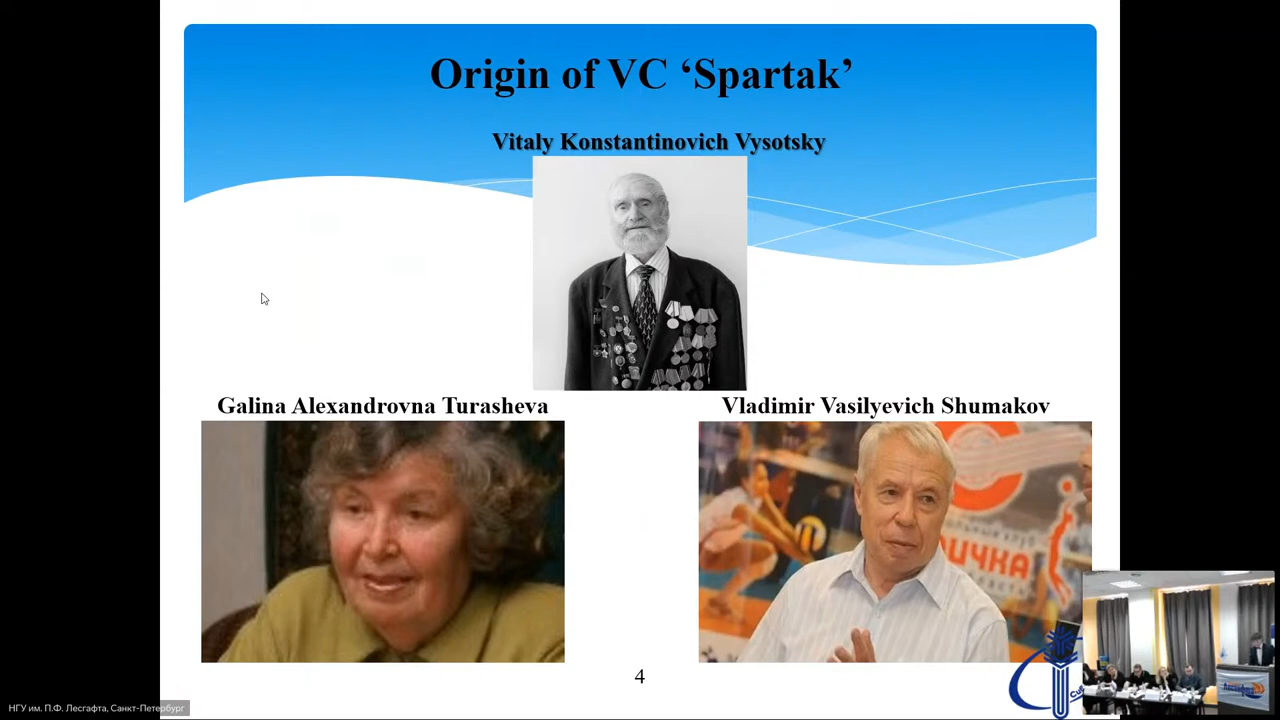 Origin of VC ‘Spartak’
Vitaly Konstantinovich Vysotsky
Galina Alexandrovna Turasheva
Vladimir Vasilyevich Shumakov
ИЧКА
4
НГУ им. П.Ф. Лесгафта, Санкт-Петербург